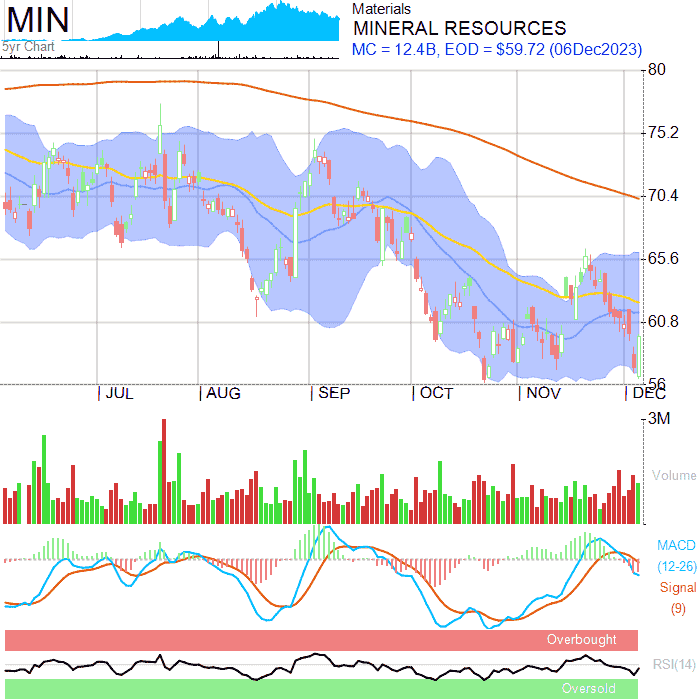 MIN
5yr Chart
Materials
MINERAL RESOURCES
MC = 12.4B, EOD = $59.72 (06Dec2023)
80
75.2
70.4
65.6
60.8
56
JUL AUG SEP OCT NOV DEC
3M
Volume
MACD
(12-26)
Signal
(9)
Overbought
RSI(14)
Oversold